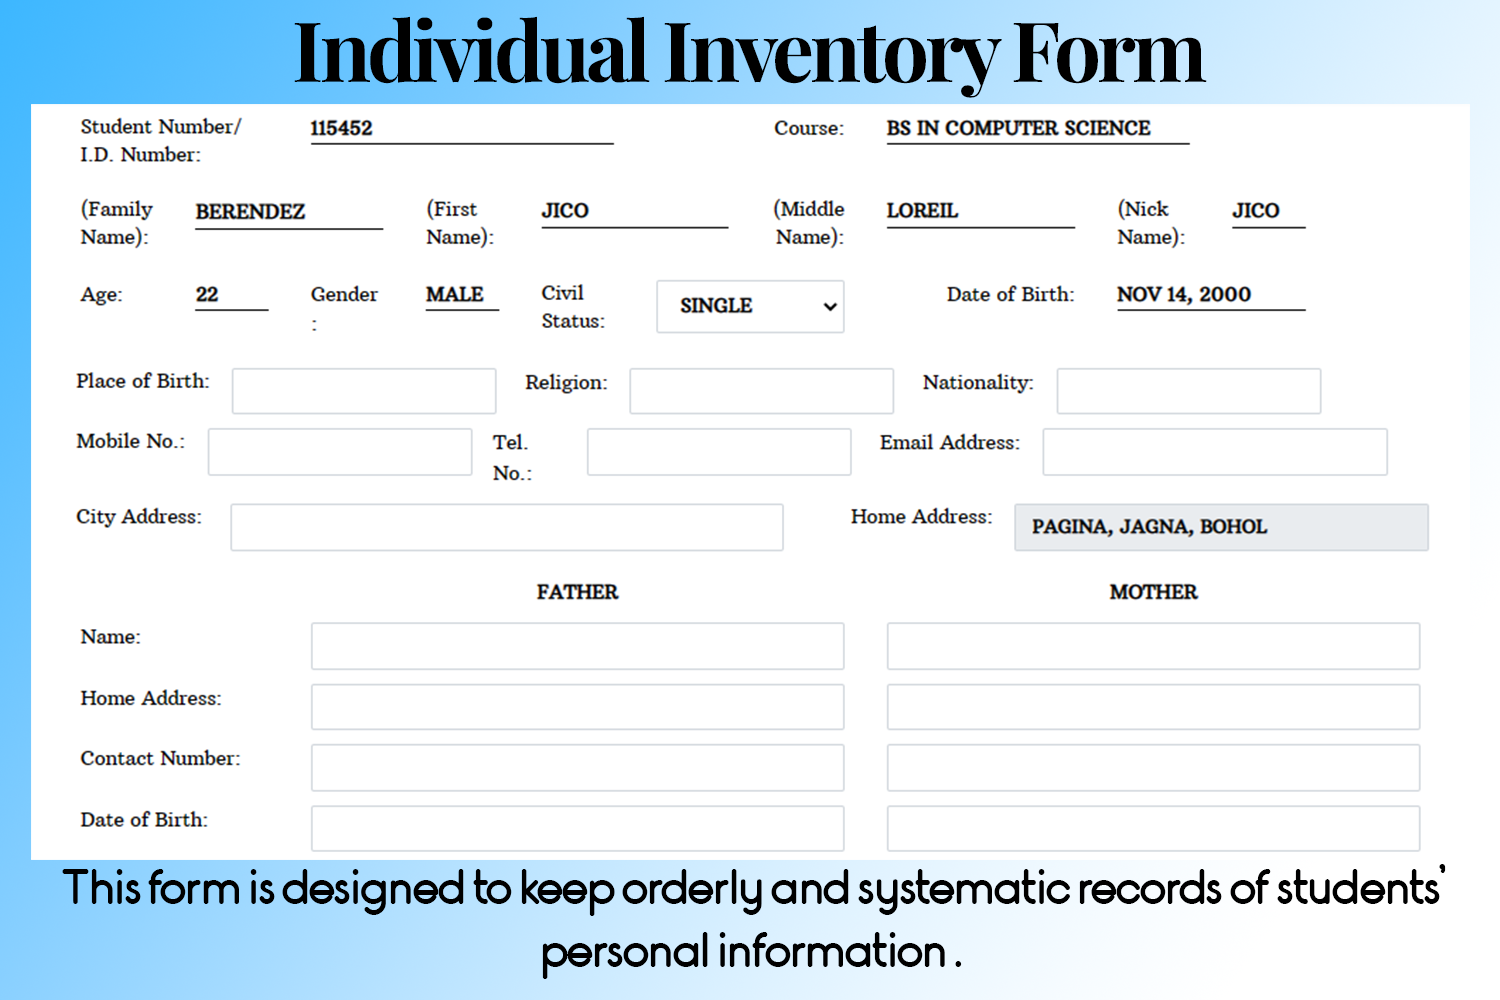 Individual Inventory Form
Student Number/ 115452 Course: BS IN COMPUTER SCIENCE
I.D. Number:
(Family BERENDEZ (First JICO (Middle LOREIL (Nick JICO
Name): Name): Name): Name):
Age: 22 Gender MALE Civil SINGLE Date of Birth: NOV 14, 2000
: Status:
Place of Birth: Religion: Nationality:
Mobile No.: Tel. Email Address:
No.:
City Address: Home Address: PAGINA, JAGNA, BOHOL
FATHER MOTHER
Name:
Home Address:
Contact Number:
Date of Birth:
This form is designed to keep orderly and systematic records of students'
personal information .